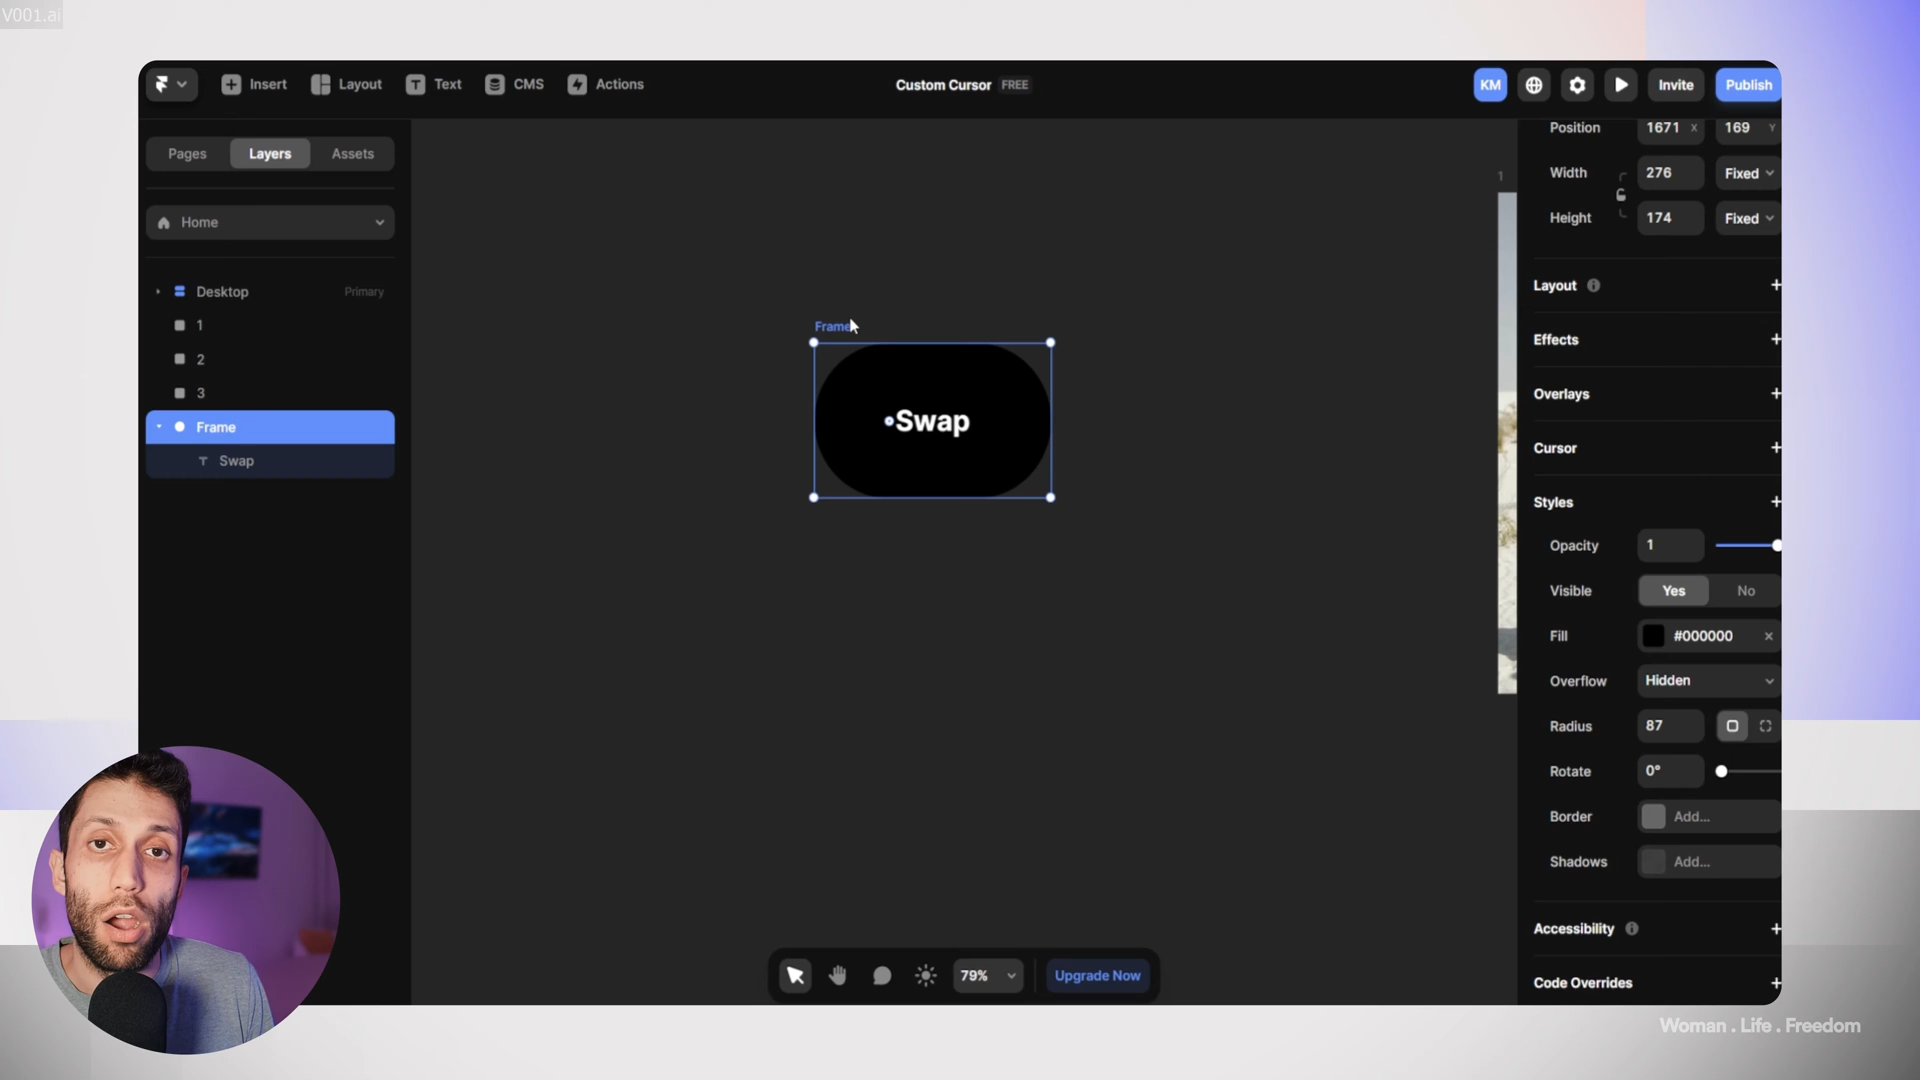 V001.ai
Insert
Layout
Text
CMS
Actions
Custom Cursor FREE
KM
Invite
Publish
Pages
Layers
Assets
Home
Desktop
Primary
1
2
3
Frame
Swap
Frame
Swap
1
Position 1671 X 169 Y
Width 276 Fixed
Height 174 Fixed
Layout
Effects
Overlays
Cursor
Styles
Opacity 1
Visible Yes No
Fill #000000
Overflow Hidden
Radius 87
Rotate 0°
Border Add...
Shadows Add...
Accessibility
Code Overrides
79%
Upgrade Now
Woman . Life . Freedom